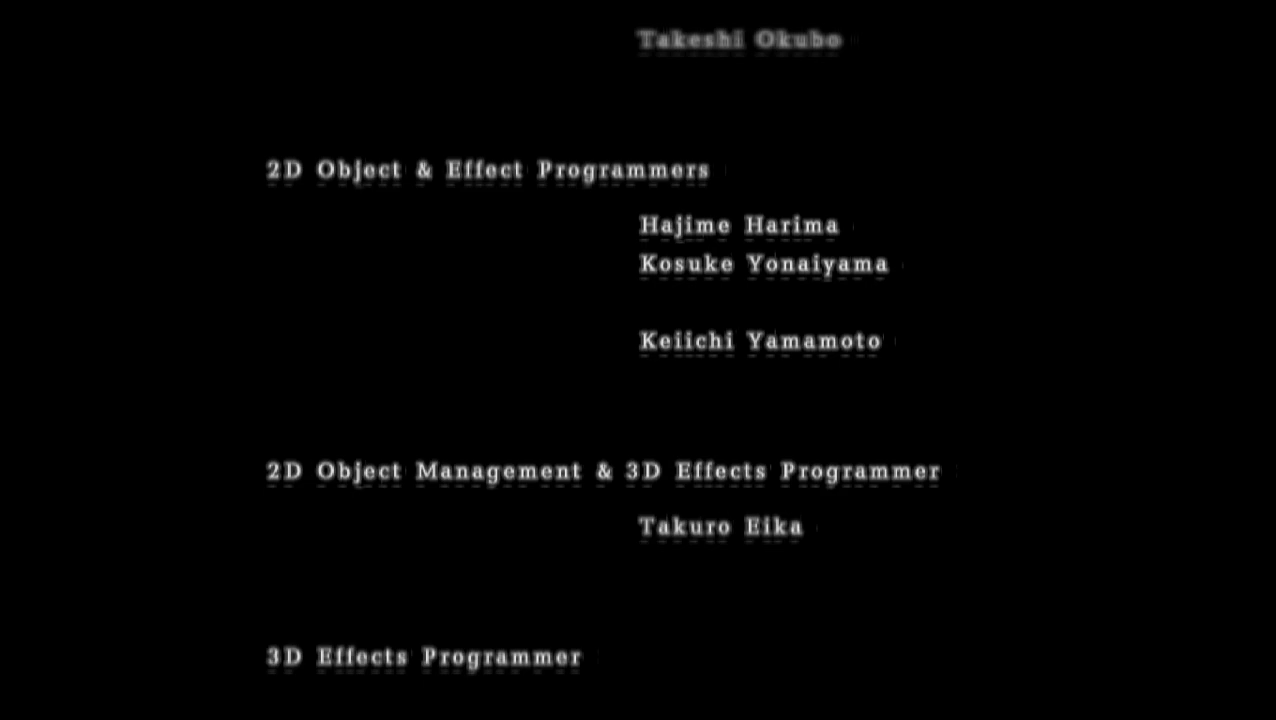 Takeshi Okubo
2D Object & Effect Programmers
Hajime Harima
Kosuke Yonaiyama
Keiichi Yamamoto
2D Object Management & 3D Effects Programmer
Takuro Eika
3D Effects Programmer